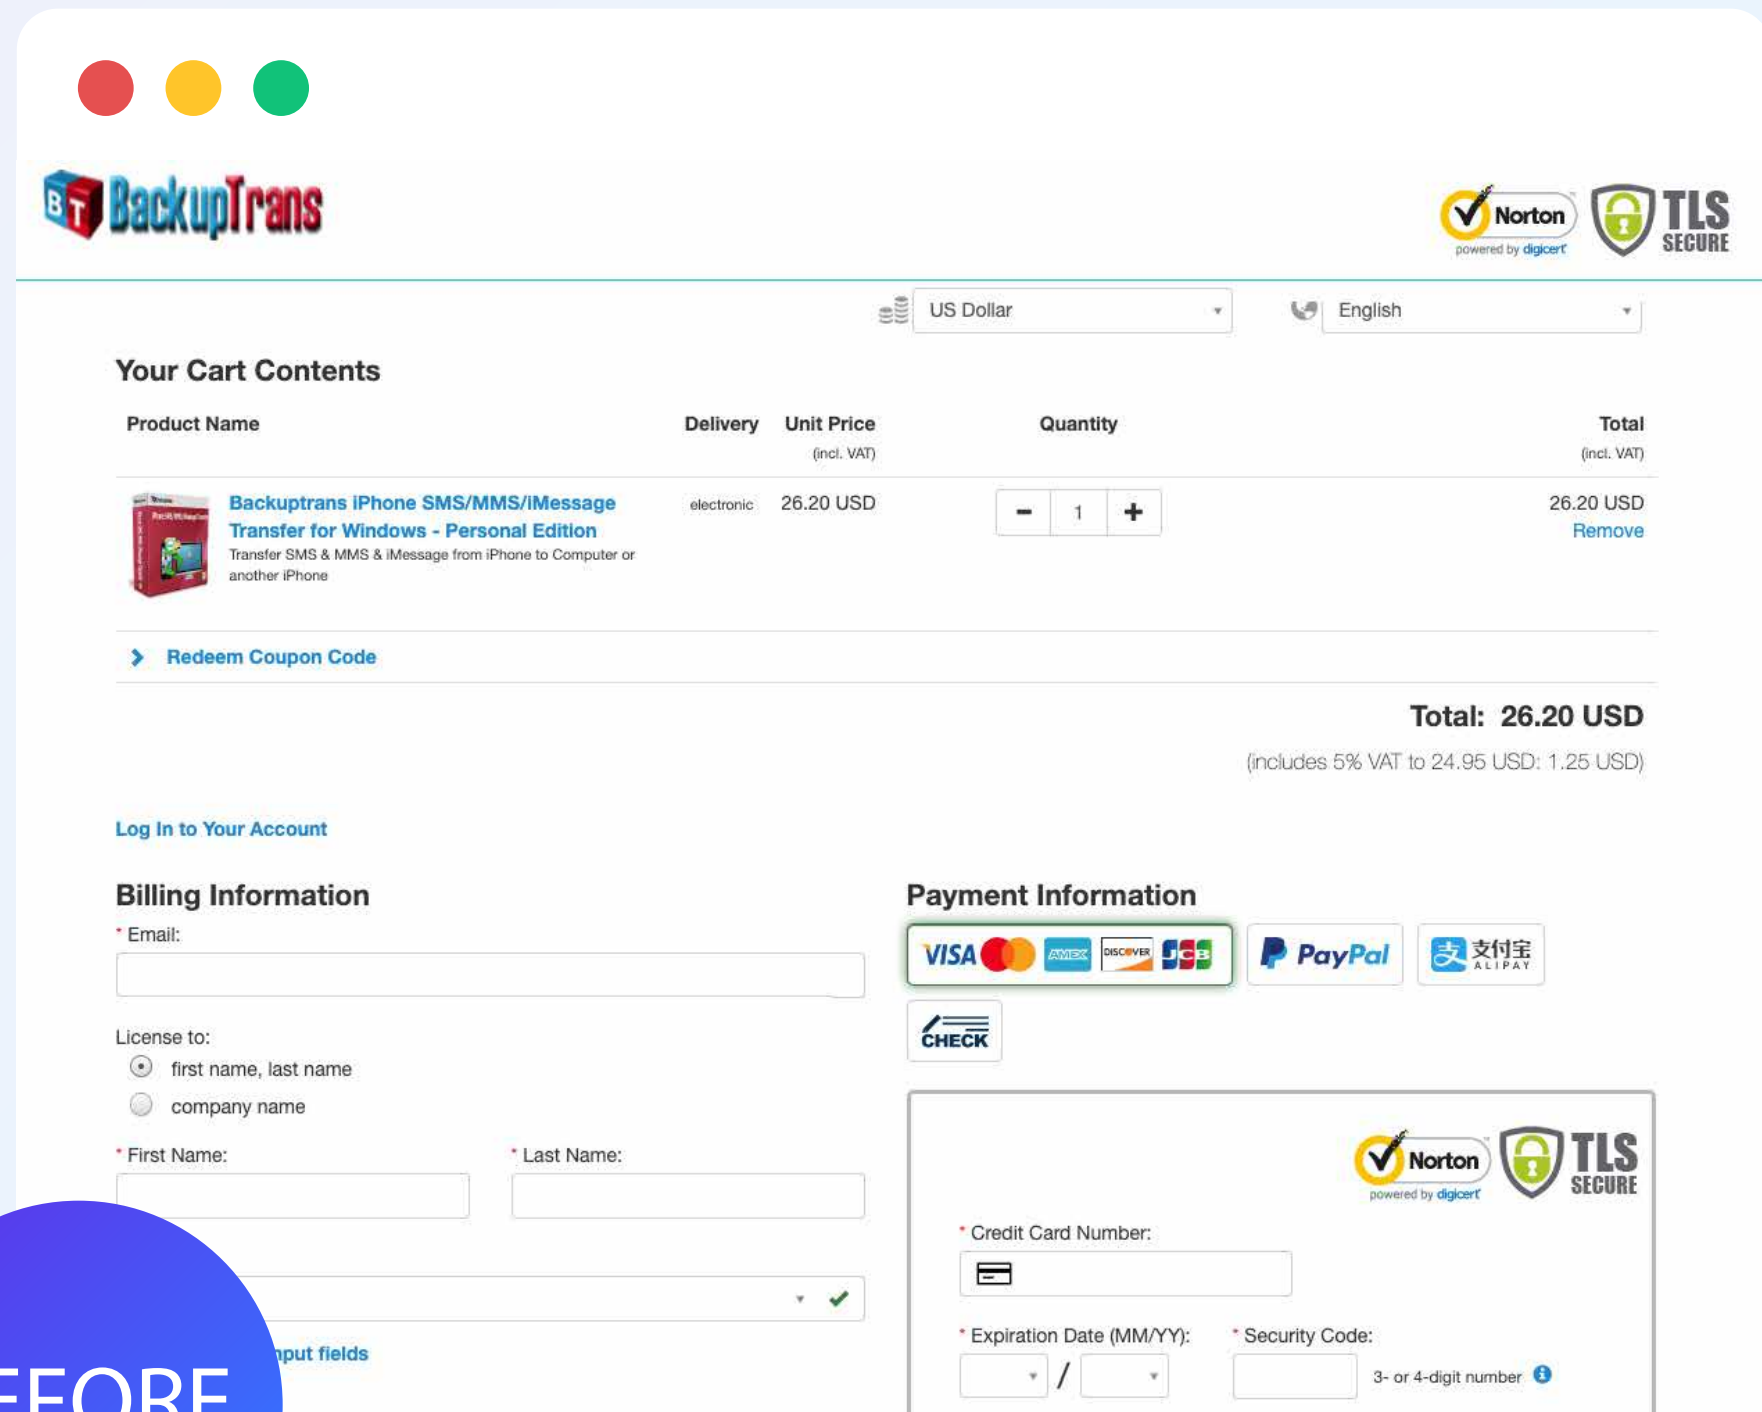 BT BackupTrans
Norton
powered by digicert
TLS
SECURE
US Dollar
English
Your Cart Contents
Product Name Delivery Unit Price Quantity Total
(incl. VAT) (incl. VAT)
Backuptrans iPhone SMS/MMS/iMessage electronic 26.20 USD - 1 + 26.20 USD
Transfer for Windows - Personal Edition Remove
Transfer SMS & MMS & iMessage from iPhone to Computer or
another iPhone
Redeem Coupon Code
Total: 26.20 USD
(includes 5% VAT to 24.95 USD: 1.25 USD)
Log In to Your Account
Billing Information
* Email:
License to:
first name, last name
company name
* First Name: * Last Name:
input fields
EFORE
Payment Information
VISA AMEX DISCOVER JCB PayPal 支付宝
ALIPAY
CHECK
Norton
powered by digicert
TLS
SECURE
* Credit Card Number:
* Expiration Date (MM/YY): * Security Code:
/ 3- or 4-digit number